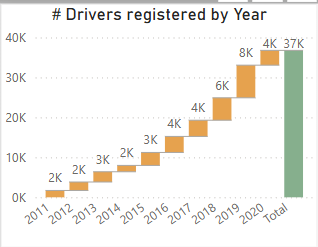 # Drivers registered by Year
40K
30K
20K
10K
0K
2K
2K
3K
2K
3K
4K
4K
6K
8K
4K
37K
2011
2012
2013
2014
2015
2016
2017
2018
2019
2020
Total